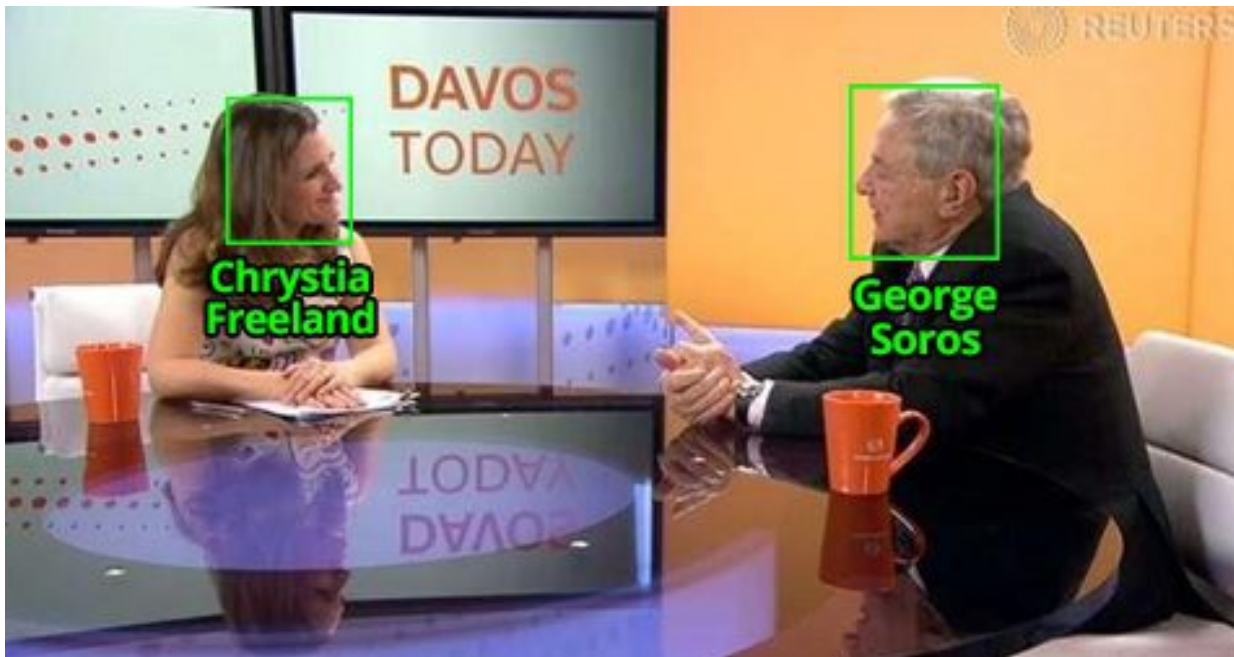 DAVOS
TODAY
REUTERS
Chrystia
Freeland
George
Soros
TODAY
DAVOS